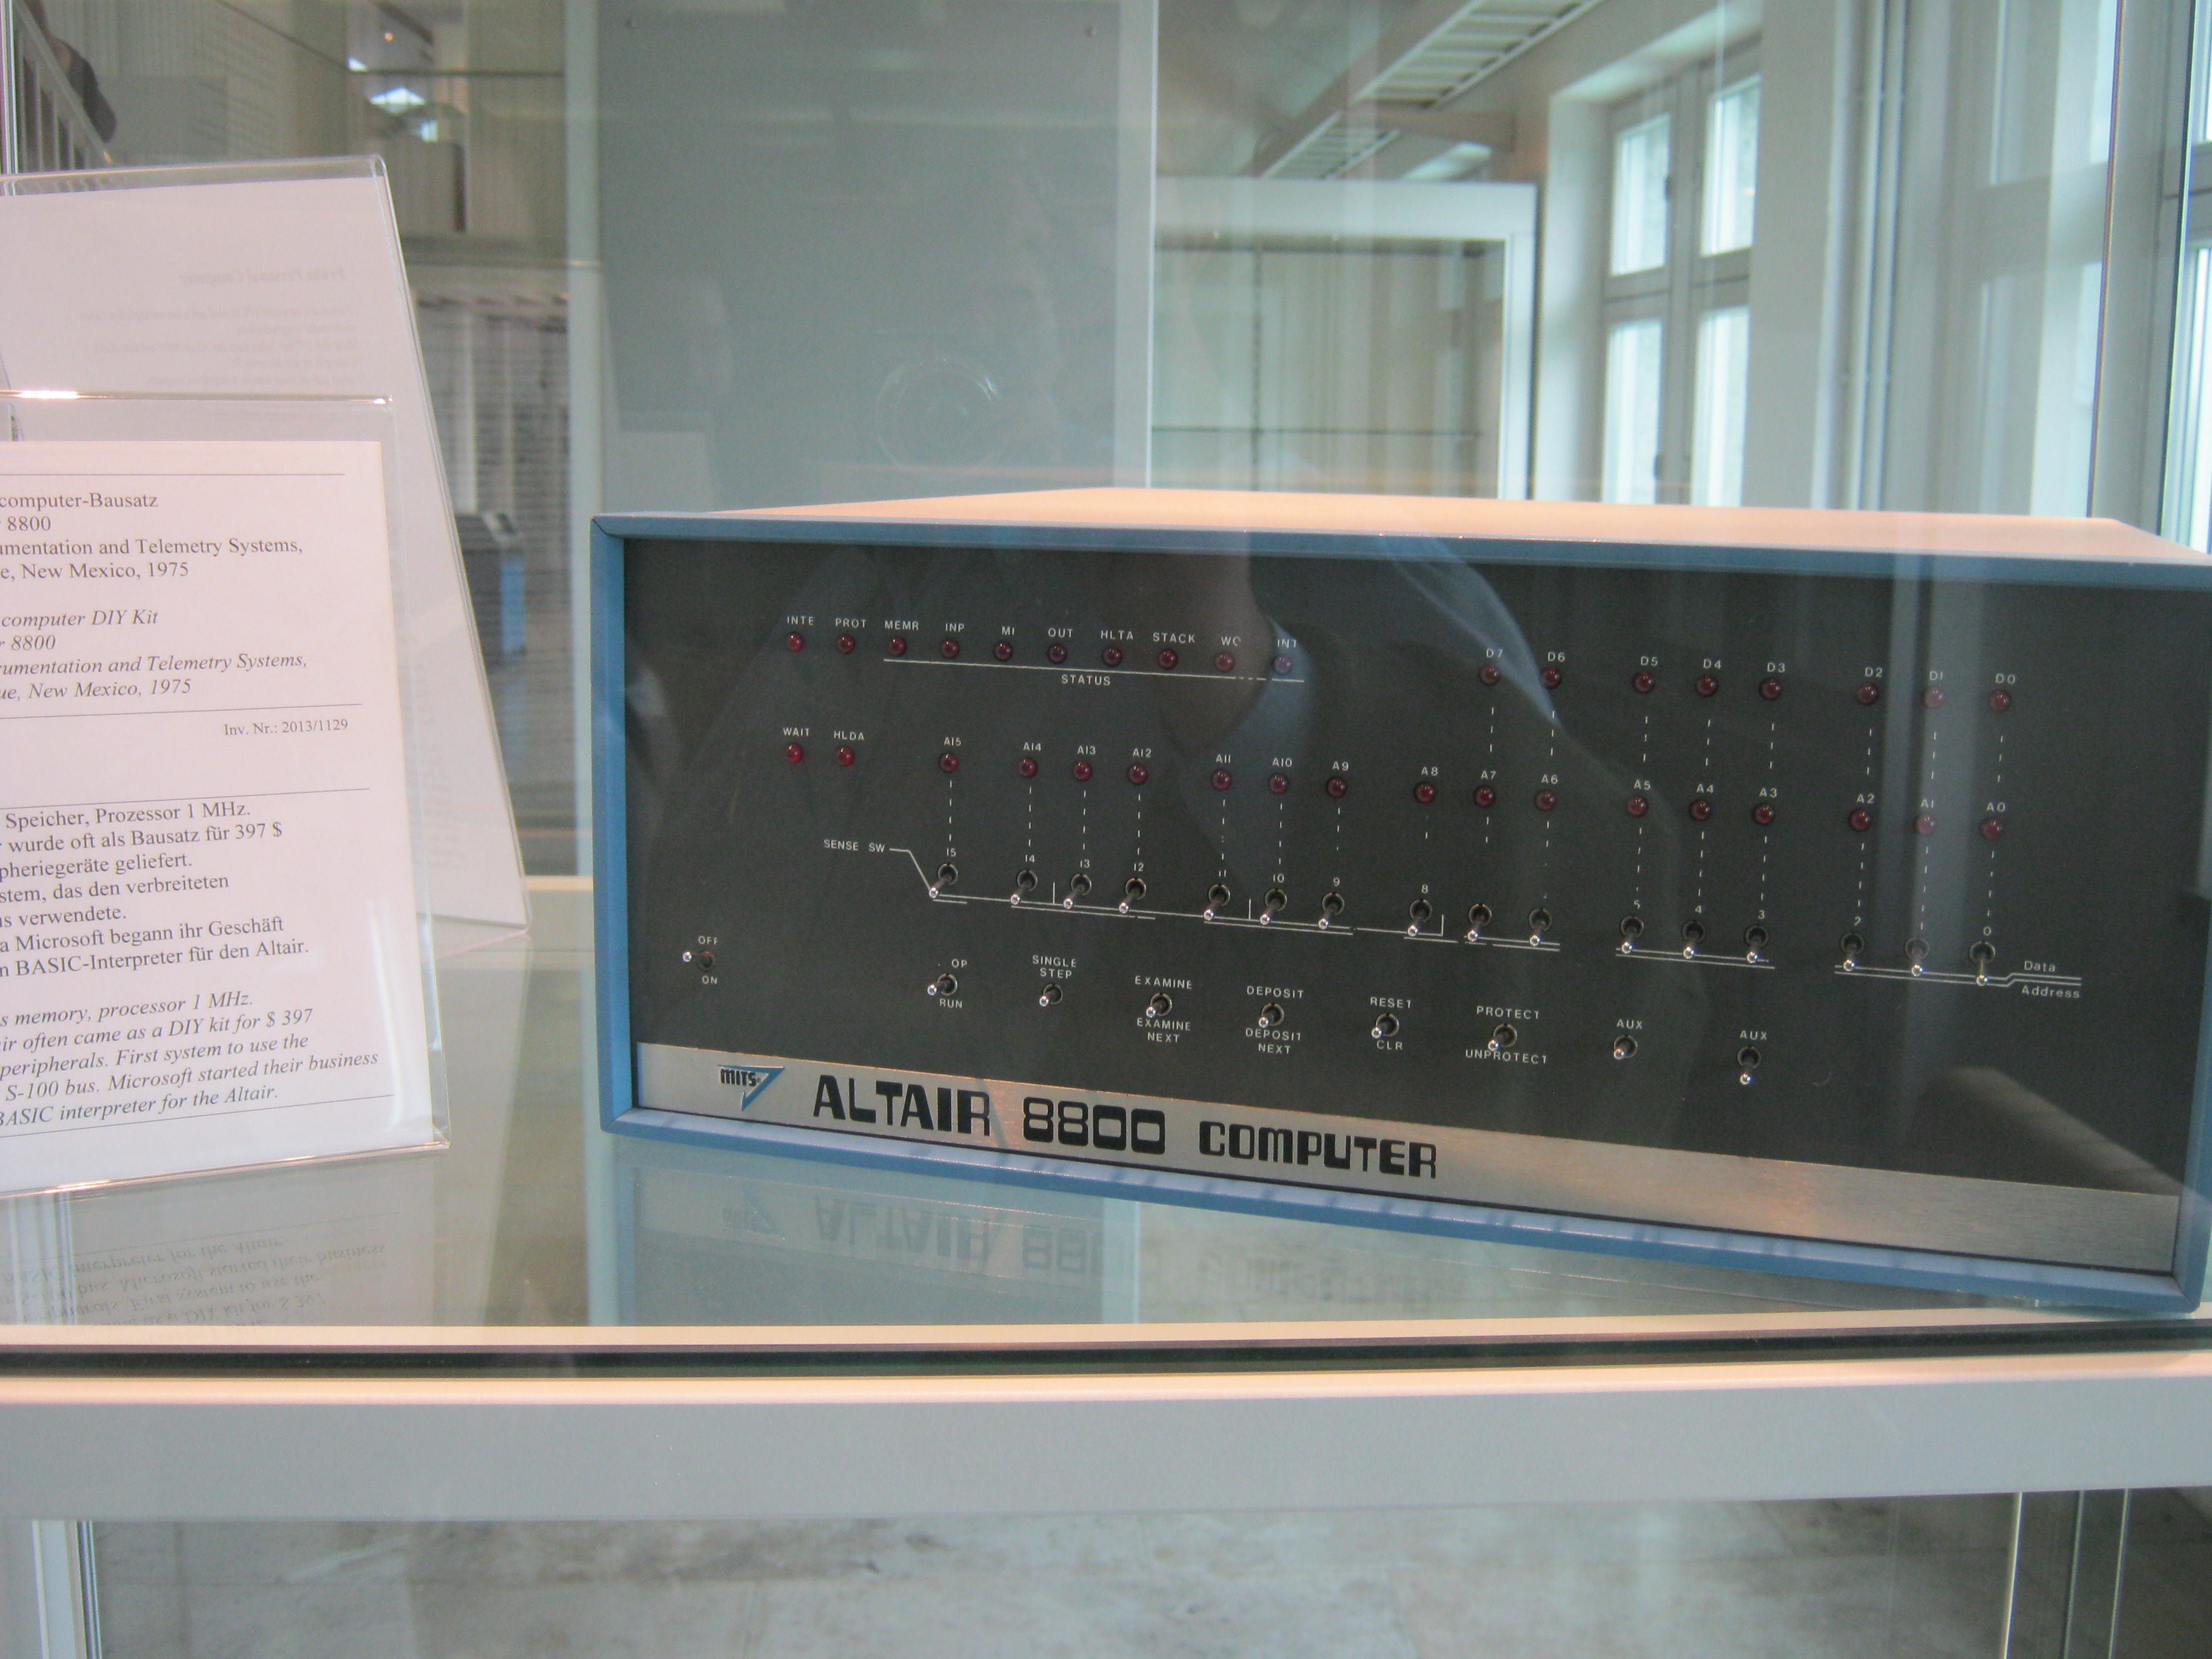 computer-Bausatz
8800
umentation and Telemetry Systems,
e, New Mexico, 1975
computer DIY Kit
r 8800
rumentation and Telemetry Systems,
ue, New Mexico, 1975
Inv. Nr.: 2013/1129
Speicher, Prozessor 1 MHz.
r wurde oft als Bausatz für 397 $
pheriegeräte geliefert.
stem, das den verbreiteten
us verwendete.
a Microsoft begann ihr Geschäft
n BASIC-Interpreter für den Altair.
s memory, processor 1 MHz.
ir often came as a DIY kit for $ 397
peripherals. First system to use the
S-100 bus. Microsoft started their business
BASIC interpreter for the Altair.
INTE PROT MEMR INP MI OUT HLTA STACK WO INT
STATUS
D7 D6 D5 D4 D3 D2 D1 D0
WAIT HLDA
A15 A14 A13 A12 A11 A10 A9 A8 A7 A6 A5 A4 A3 A2 A1 A0
SENSE SW
15 14 13 12 11 10 9 8 5 4 3 2 0
Data
Address
OFF
ON
OP
RUN
SINGLE
STEP
EXAMINE
EXAMINE
NEXT
DEPOSIT
DEPOSIT
NEXT
RESET
CLR
PROTECT
UNPROTECT
AUX
AUX
mits
ALTAIR 8800 COMPUTER